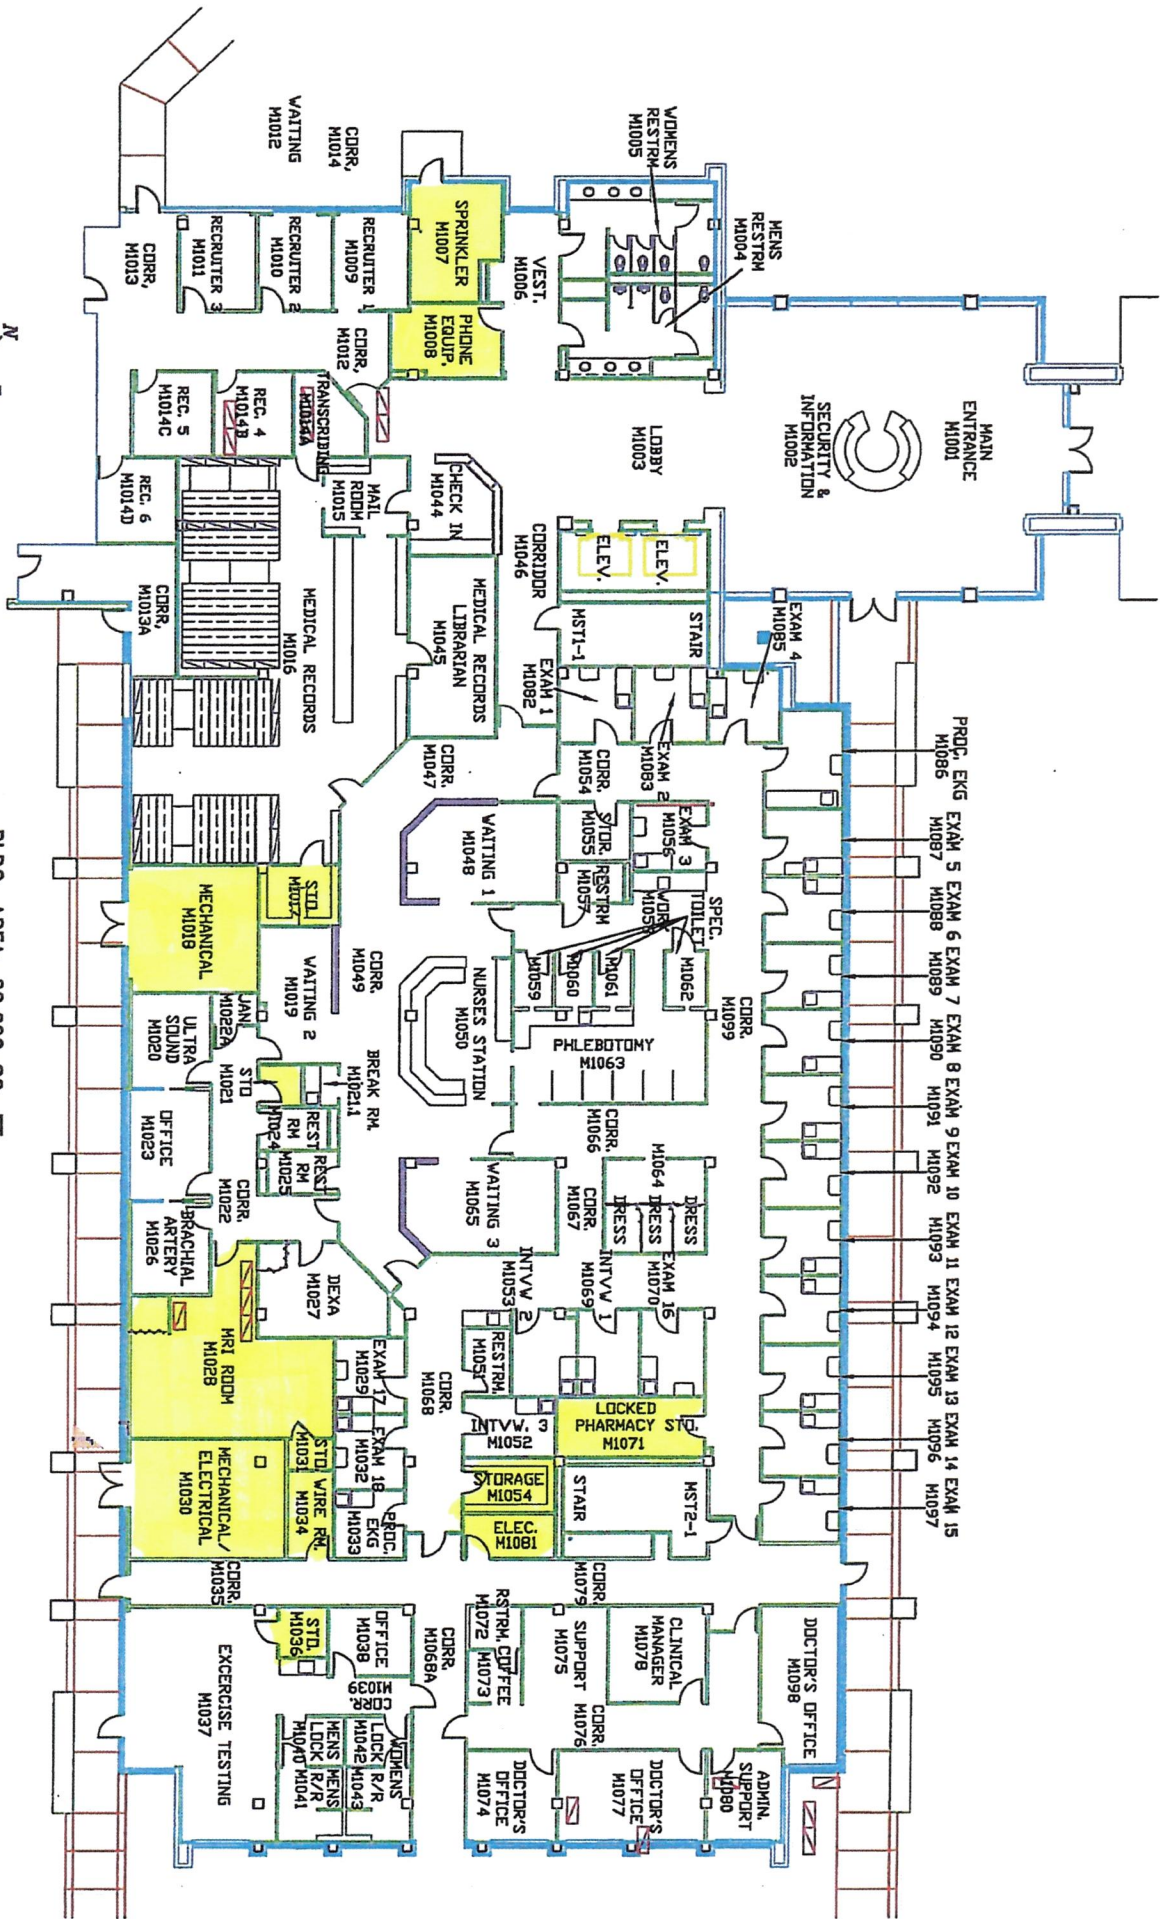 MAIN
ENTRANCE
M1001
SECURITY &
INFORMATION
M1002
LOBBY
M1003
MENS
RESTRM
M1004
WOMENS
RESTRM
M1005
VEST.
M1006
SPRINKLER
M1007
PHONE
EQUIP.
M1008
RECRUITER 1
M1009
RECRUITER 2
M1010
RECRUITER 3
M1011
CORR,
M1012
WAITING
M1012
CORR,
M1014
CORR,
M1013
CORR,
M1013A
TRANSCRIBING
M1014A
REC. 4
M1014B
REC. 5
M1014C
REC. 6
M1014D
MAIL
ROOM
M1015
MEDICAL RECORDS
M1016
STO.
M1017
MECHANICAL
M1018
WAITING 2
M1019
ULTRA
SOUND
M1020
STO
M1021
BREAK RM.
M1021.1
JAN
M1022A
CORR.
M1022
OFFICE
M1023
REST
RM
M1024
REST
RM
M1025
BRACHIAL
ARTERY
M1026
DEXA
M1027
MRI ROOM
M1028
EXAM 17
M1029
MECHANICAL/
ELECTRICAL
M1030
STO.
M1031
EXAM 18
M1032
PROC.
EKG
M1033
WIRE RM.
M1034
CORR.
M1035
STO.
M1036
EXCERCISE TESTING
M1037
OFFICE
M1038
CORR.
M1039
MENS
LOCK
M1040
MENS
R/R
M1041
WOMENS
LOCK R/R
M1042 M1043
CHECK IN
M1044
MEDICAL RECORDS
LIBRARIAN
M1045
CORRIDOR
M1046
CORR.
M1047
WAITING 1
M1048
CORR.
M1049
NURSES STATION
M1050
RESTRM.
M1051
INTVW. 3
M1052
INTVW 2
M1053
STORAGE
M1054
CORR.
M1054
STOR.
M1055
EXAM 3
M1056
RESTRM
M1057
WORK
SPEC.
TOILET
M1059
M1060
M1061
M1062
PHLEBOTOMY
M1063
M1064
DRESS
DRESS
DRESS
WAITING 3
M1065
CORR.
M1066
CORR.
M1067
CORR.
M1068
CORR.
M1068A
INTVW 1
M1069
EXAM 16
M1070
LOCKED
PHARMACY STO.
M1071
RSTRM.
M1072
COFFEE
M1073
DOCTOR'S
OFFICE
M1074
SUPPORT
M1075
CORR.
M1076
DOCTOR'S
OFFICE
M1077
CLINICAL
MANAGER
M1078
CORR.
M1079
ADMIN.
SUPPORT
M1080
ELEC.
M1081
EXAM 1
M1082
EXAM 2
M1083
EXAM 4
M1085
ELEV.
ELEV.
STAIR
MST1-1
STAIR
MST2-1
PROC. EKG
M1086
EXAM 5
M1087
EXAM 6
M1088
EXAM 7
M1089
EXAM 8
M1090
EXAM 9
M1091
EXAM 10
M1092
EXAM 11
M1093
EXAM 12
M1094
EXAM 13
M1095
EXAM 14
M1096
EXAM 15
M1097
DOCTOR'S OFFICE
M1098
CORR.
M1099
N